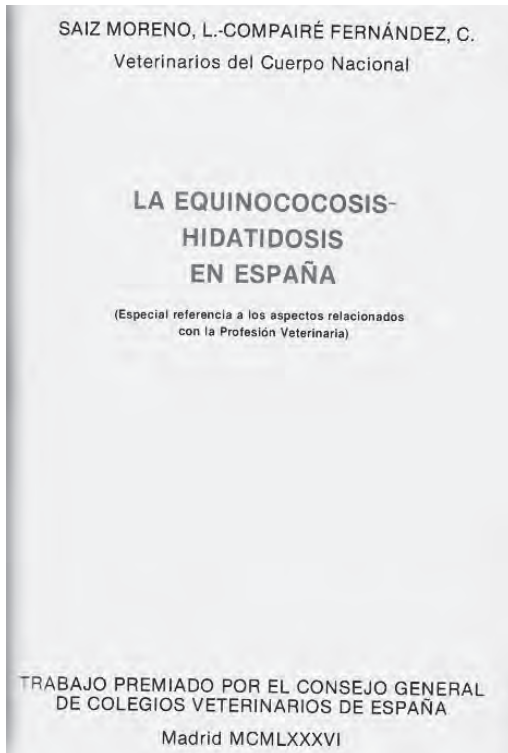 SAIZ MORENO, L.-COMPAIRÉ FERNÁNDEZ, C.
Veterinarios del Cuerpo Nacional
LA EQUINOCOCOSIS-
HIDATIDOSIS
EN ESPAÑA
(Especial referencia a los aspectos relacionados
con la Profesión Veterinaria)
TRABAJO PREMIADO POR EL CONSEJO GENERAL
DE COLEGIOS VETERINARIOS DE ESPAÑA
Madrid MCMLXXXVI